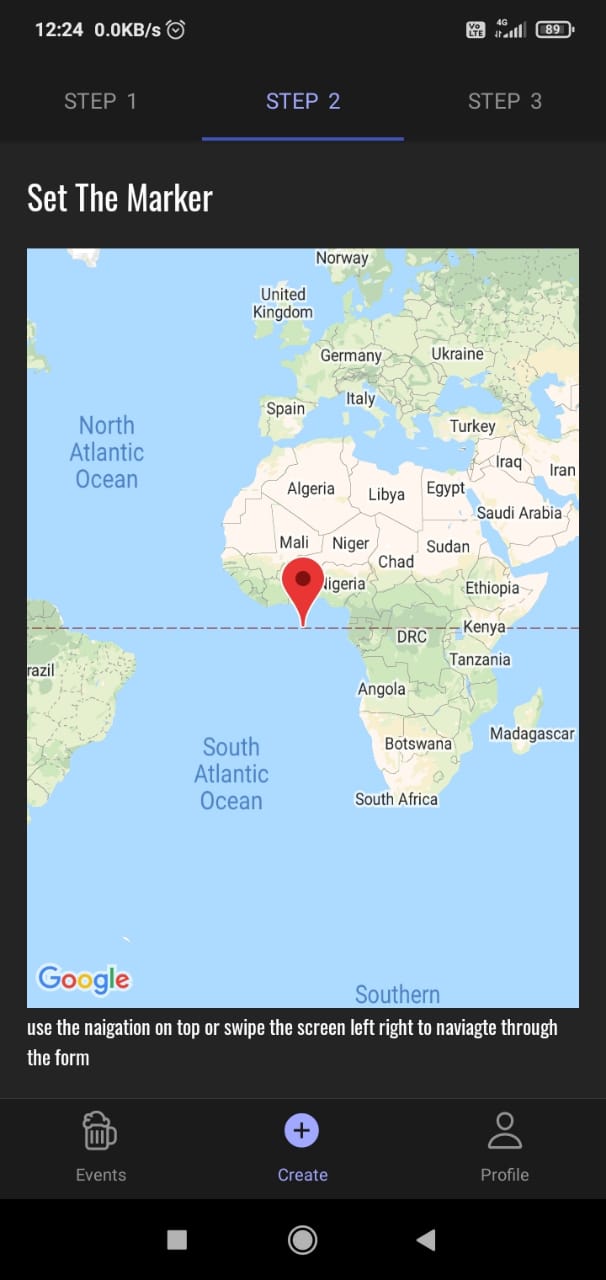 12:24 0.0KB/s Vo LTE 4G 89
STEP 1 STEP 2 STEP 3
Set The Marker
Norway
United
Kingdom
Germany Ukraine
Italy
Spain
Turkey
North
Atlantic
Ocean
Iraq Iran
Algeria Libya Egypt
Saudi Arabia
Mali Niger Sudan
Chad
Nigeria Ethiopia
DRC Kenya
Tanzania
razil
Angola
Madagascar
Botswana
South
Atlantic
Ocean
South Africa
Google
Southern
use the naigation on top or swipe the screen left right to naviagte through
the form
Events Create Profile